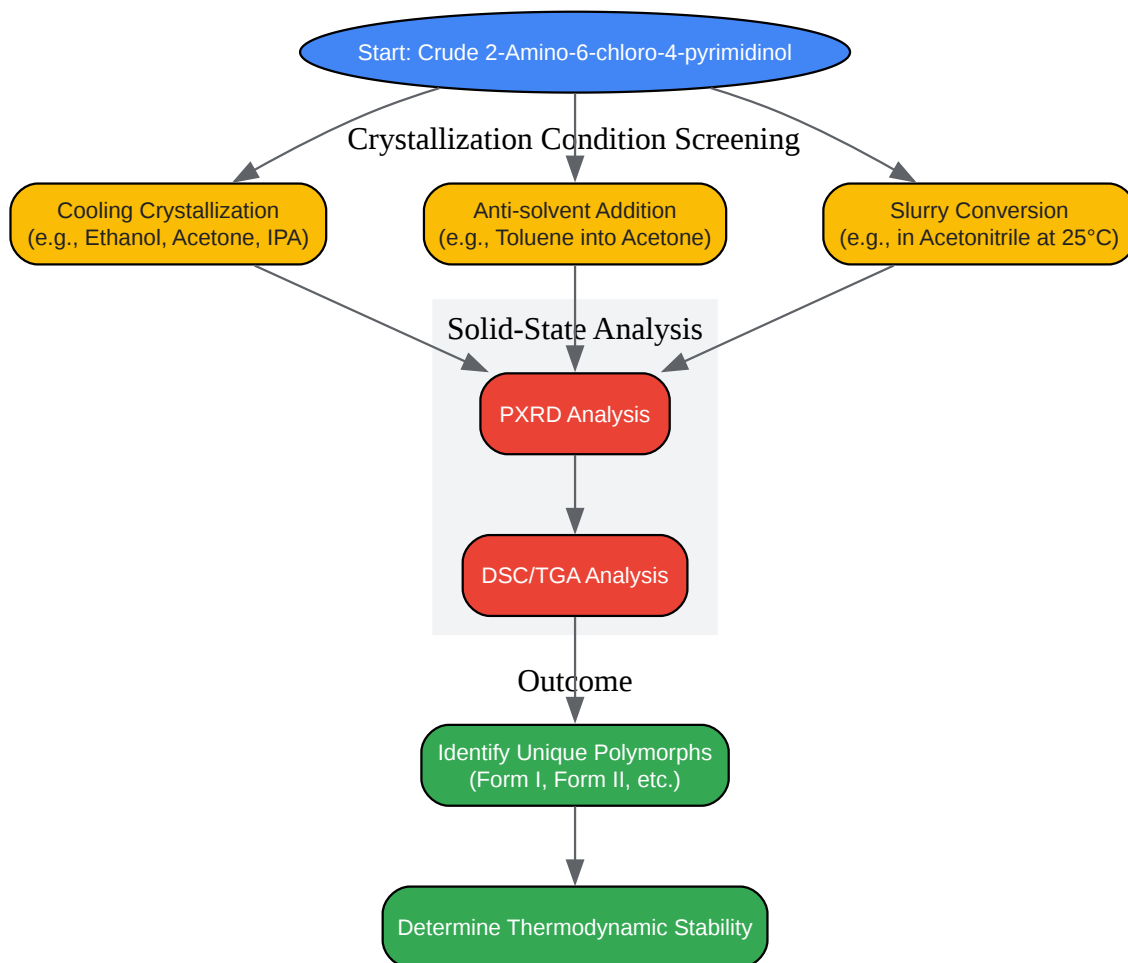 Start: Crude 2-Amino-6-chloro-4-pyrimidinol
Crystallization Condition Screening
Cooling Crystallization
(e.g., Ethanol, Acetone, IPA)
Anti-solvent Addition
(e.g., Toluene into Acetone)
Slurry Conversion
(e.g., in Acetonitrile at 25°C)
Solid-State Analysis
PXRD Analysis
DSC/TGA Analysis
Outcome
Identify Unique Polymorphs
(Form I, Form II, etc.)
Determine Thermodynamic Stability